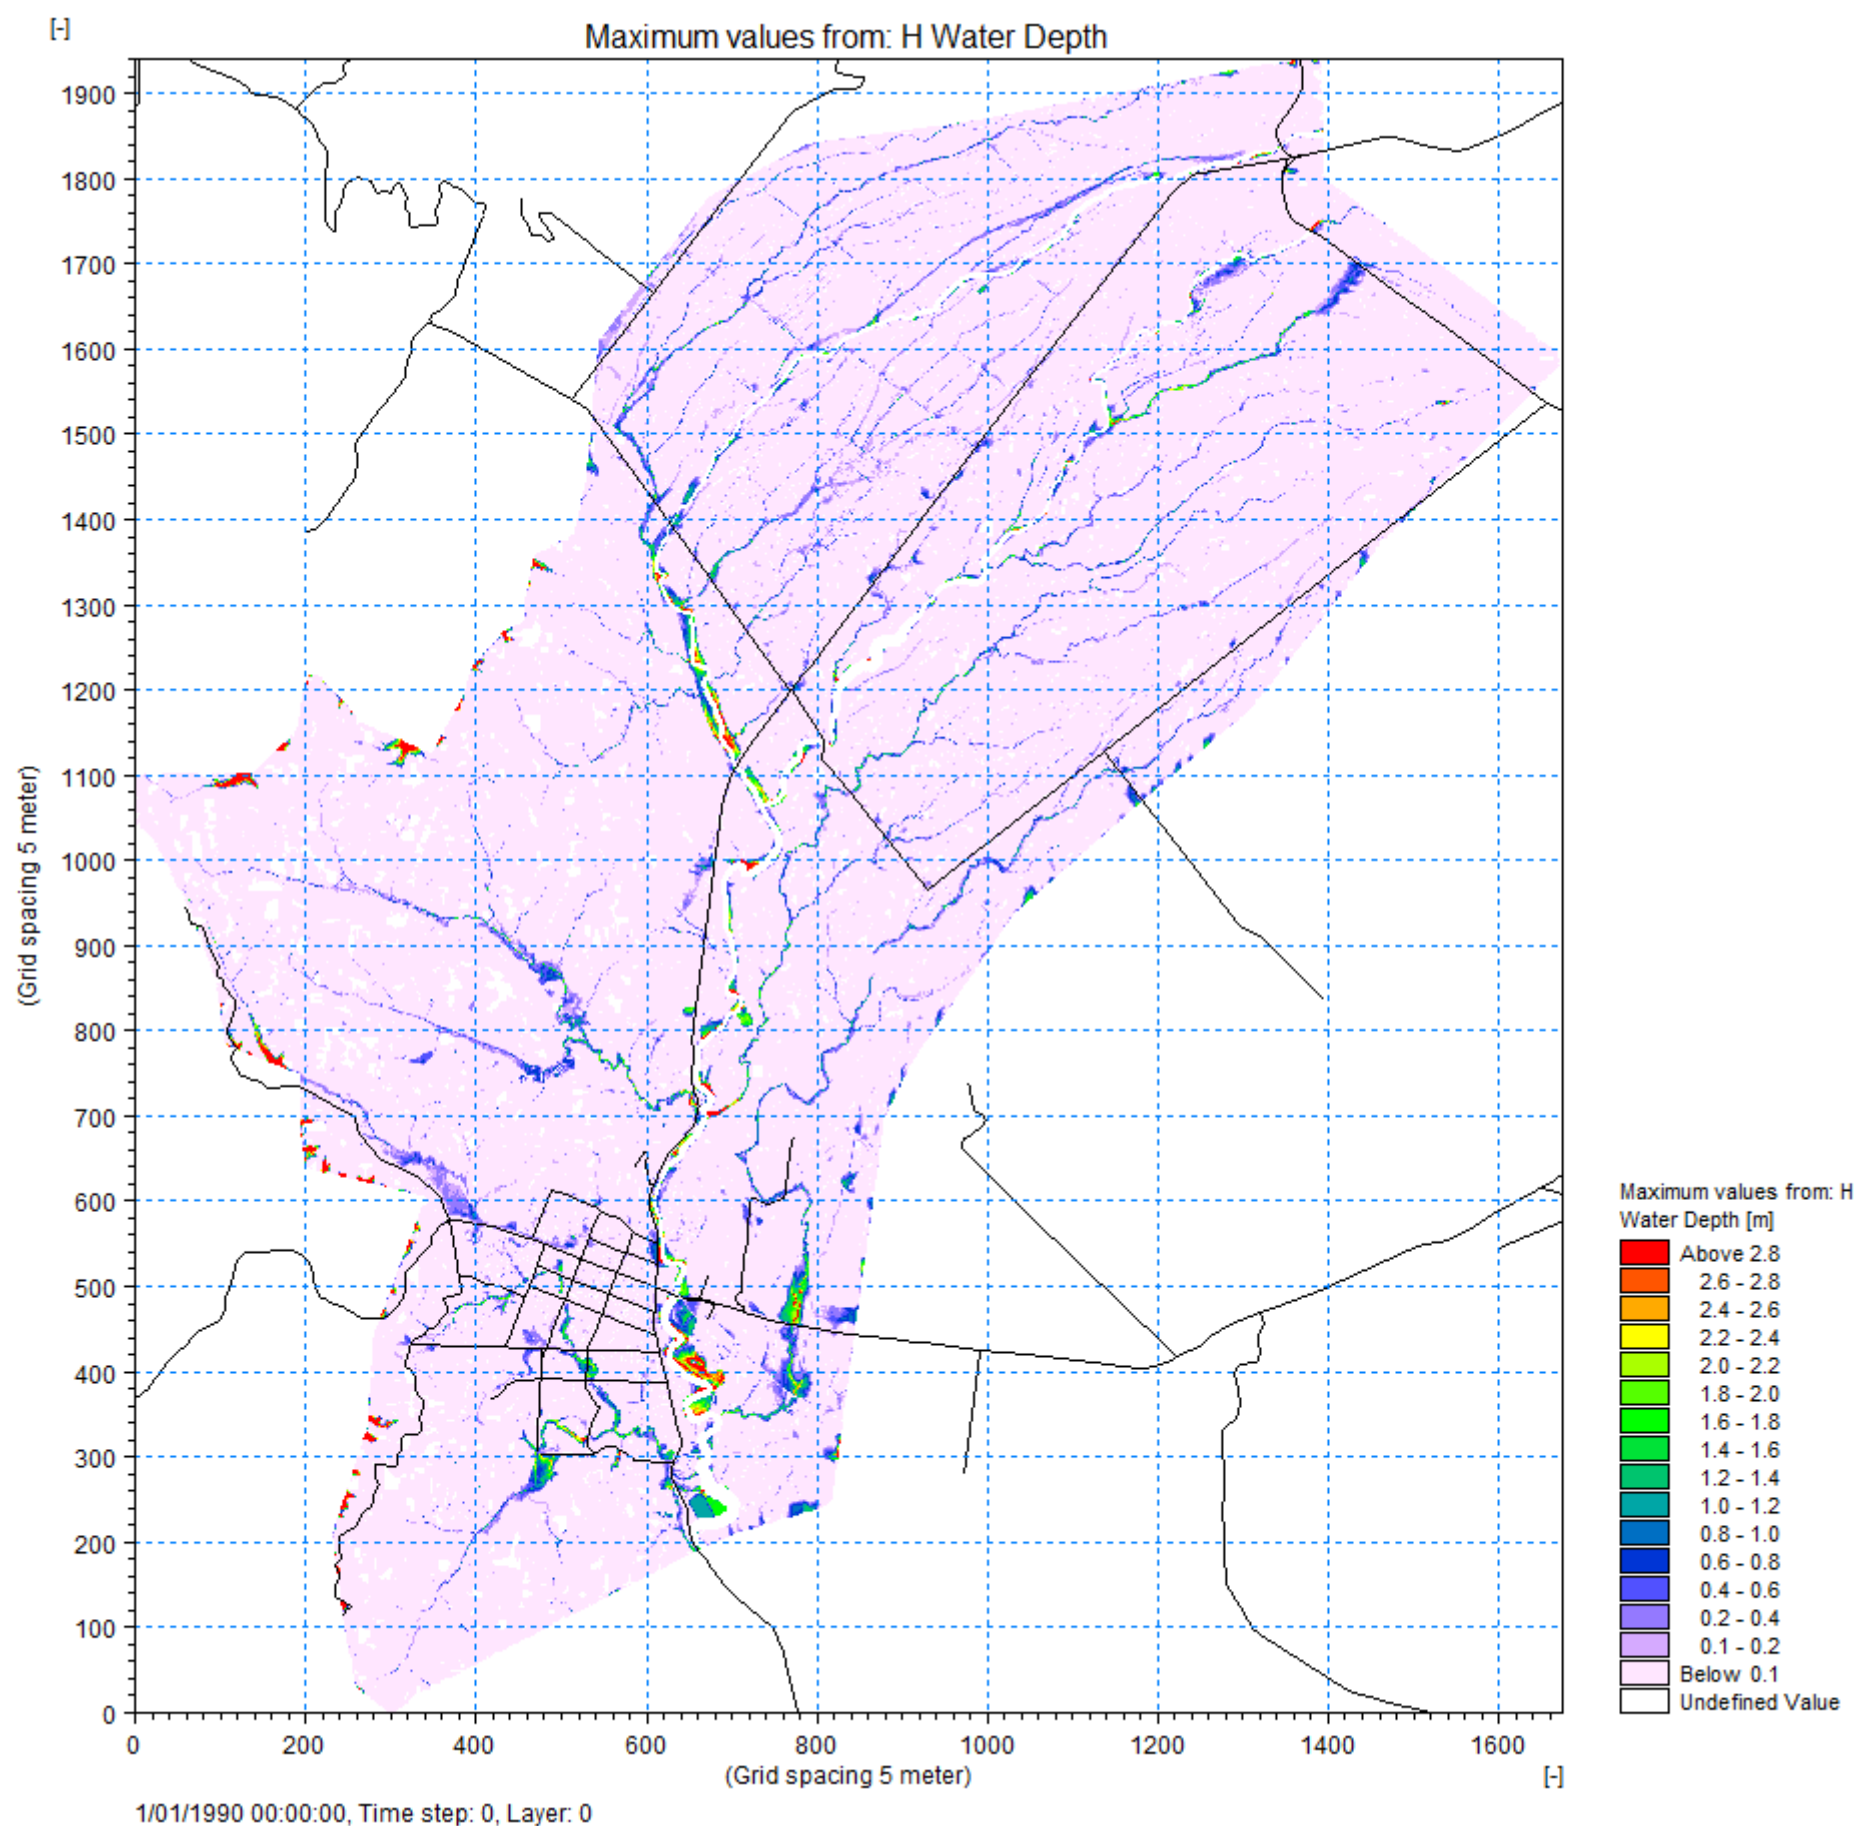 [-]
Maximum values from: H Water Depth
1900
1800
1700
1600
1500
1400
1300
1200
1100
1000
900
800
700
600
500
400
300
200
100
0
(Grid spacing 5 meter)
0 200 400 600 800 1000 1200 1400 1600
(Grid spacing 5 meter)
[-]
1/01/1990 00:00:00, Time step: 0, Layer: 0
Maximum values from: H
Water Depth [m]
Above 2.8
2.6 - 2.8
2.4 - 2.6
2.2 - 2.4
2.0 - 2.2
1.8 - 2.0
1.6 - 1.8
1.4 - 1.6
1.2 - 1.4
1.0 - 1.2
0.8 - 1.0
0.6 - 0.8
0.4 - 0.6
0.2 - 0.4
0.1 - 0.2
Below 0.1
Undefined Value